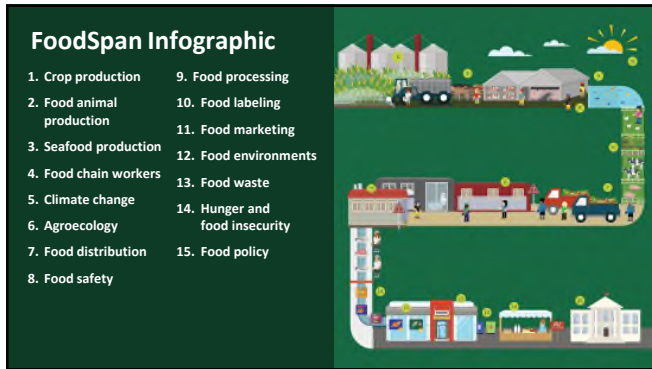 FoodSpan Infographic
1. Crop production
2. Food animal
production
3. Seafood production
4. Food chain workers
5. Climate change
6. Agroecology
7. Food distribution
8. Food safety
9. Food processing
10. Food labeling
11. Food marketing
12. Food environments
13. Food waste
14. Hunger and
food insecurity
15. Food policy